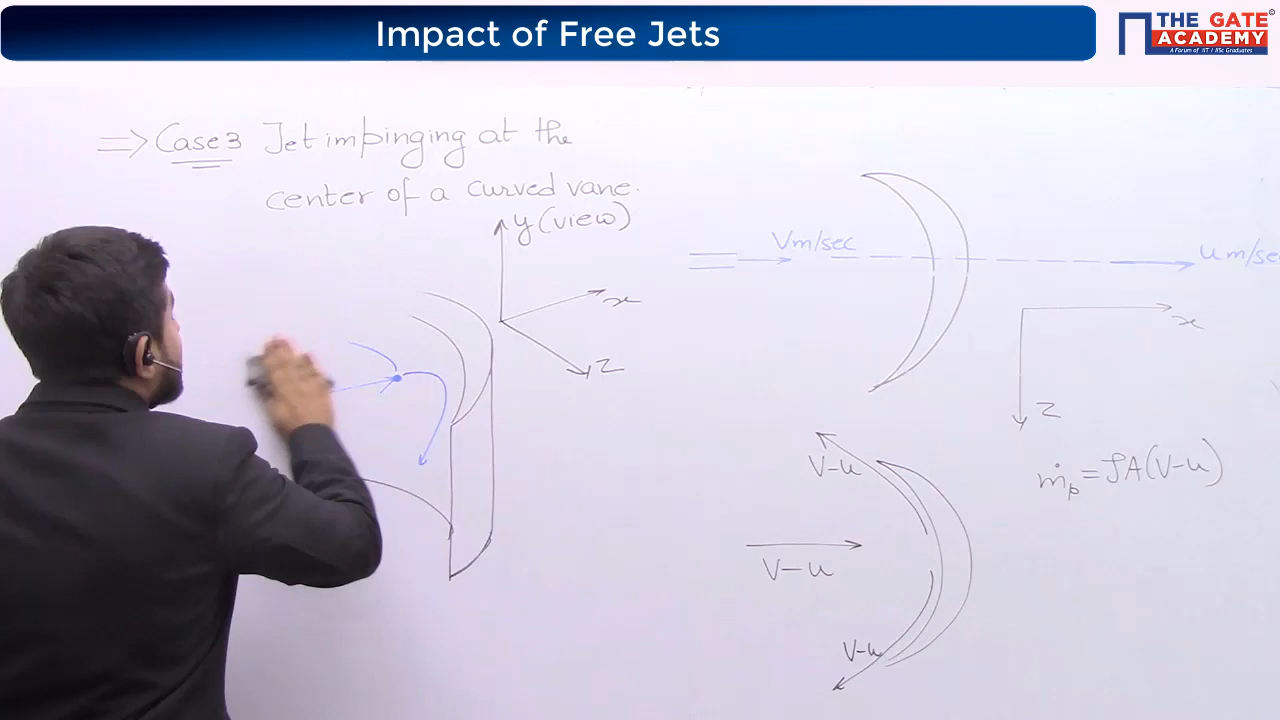 Impact of Free Jets
THE GATE
ACADEMY
A Forum of IIT / IISc Graduates
©
=> Case 3 Jet impinging at the
center of a curved vane.
y (view)
x
z
V m/sec
u m/sec
x
z
V-u
V-u
V-u
ṁp = ρA(V-u)